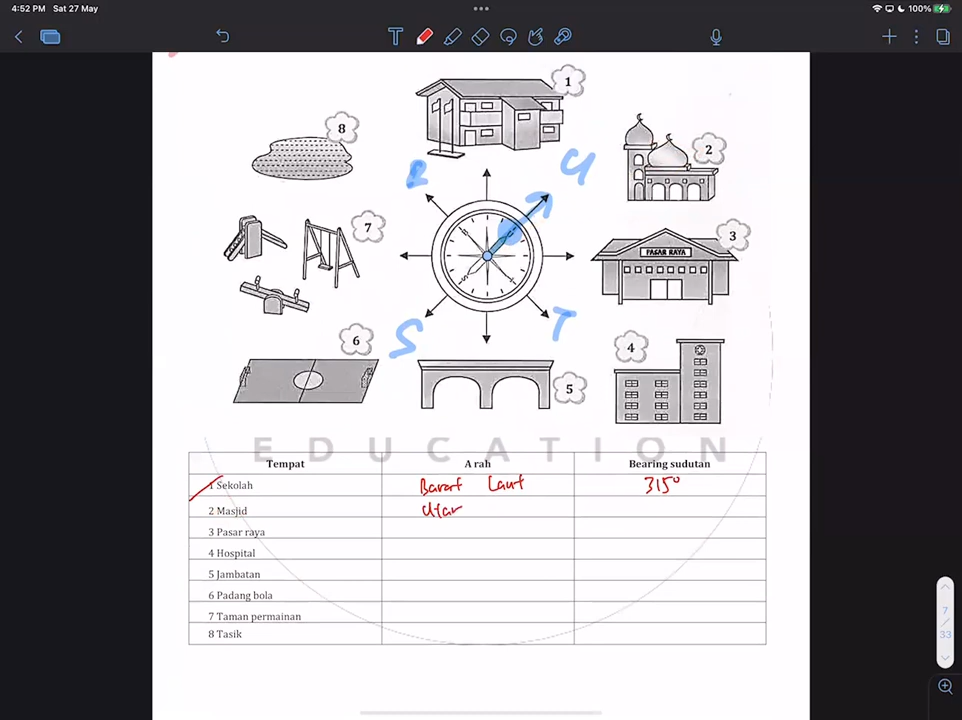 4:52 PM Sat 27 May
100%
T
1
8
2
U
B
7
3
PASAR RAYA
S
T
6
4
5
EDUCATION
Tempat A rah Bearing sudutan
1 Sekolah Barat Laut 315°
2 Masjid Utar
3 Pasar raya
4 Hospital
5 Jambatan
6 Padang bola
7 Taman permainan
8 Tasik
7
/
33